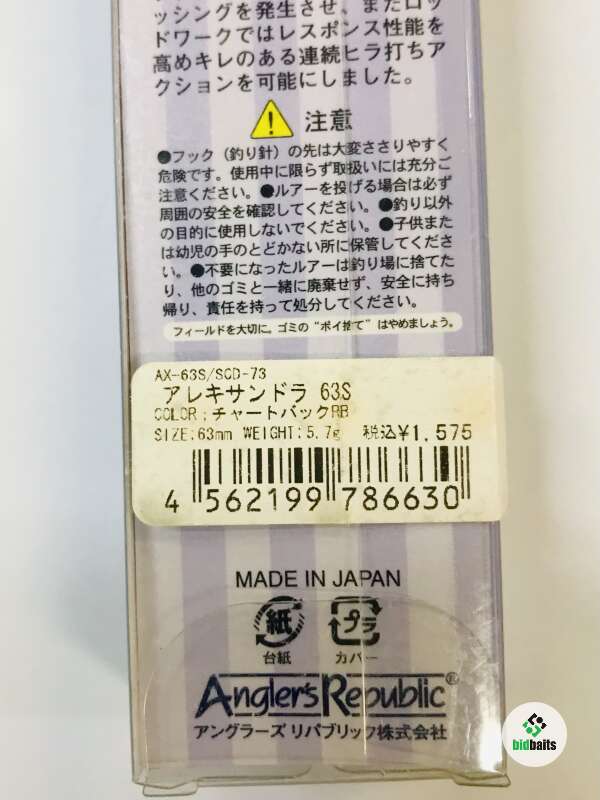 ッシングを発生させ、またロッ
ドワークではレスポンス性能を
高めキレのある連続ヒラ打ちア
クションを可能にしました。
注意
●フック（釣り針）の先は大変ささりやすく
危険です。使用中に限らず取扱いには充分ご
注意ください。●ルアーを投げる場合は必ず
周囲の安全を確認してください。●釣り以外
の目的に使用しないでください。●子供また
は幼児の手のとどかない所に保管してくださ
い。●不要になったルアーは釣り場に捨てた
り、他のゴミと一緒に廃棄せず、安全に持ち
帰り、責任を持って処分してください。
フィールドを大切に。ゴミの“ポイ捨て”はやめましょう。
AX-63S/SCD-73
アレキサンドラ 63S
COLOR:チャートバックRB
SIZE:63mm WEIGHT:5.7g 税込¥1,575
4 562199 786630
MADE IN JAPAN
紙 プラ
台紙 カバー
Angler's Republic®
アングラーズ リパブリック株式会社
bidbaits